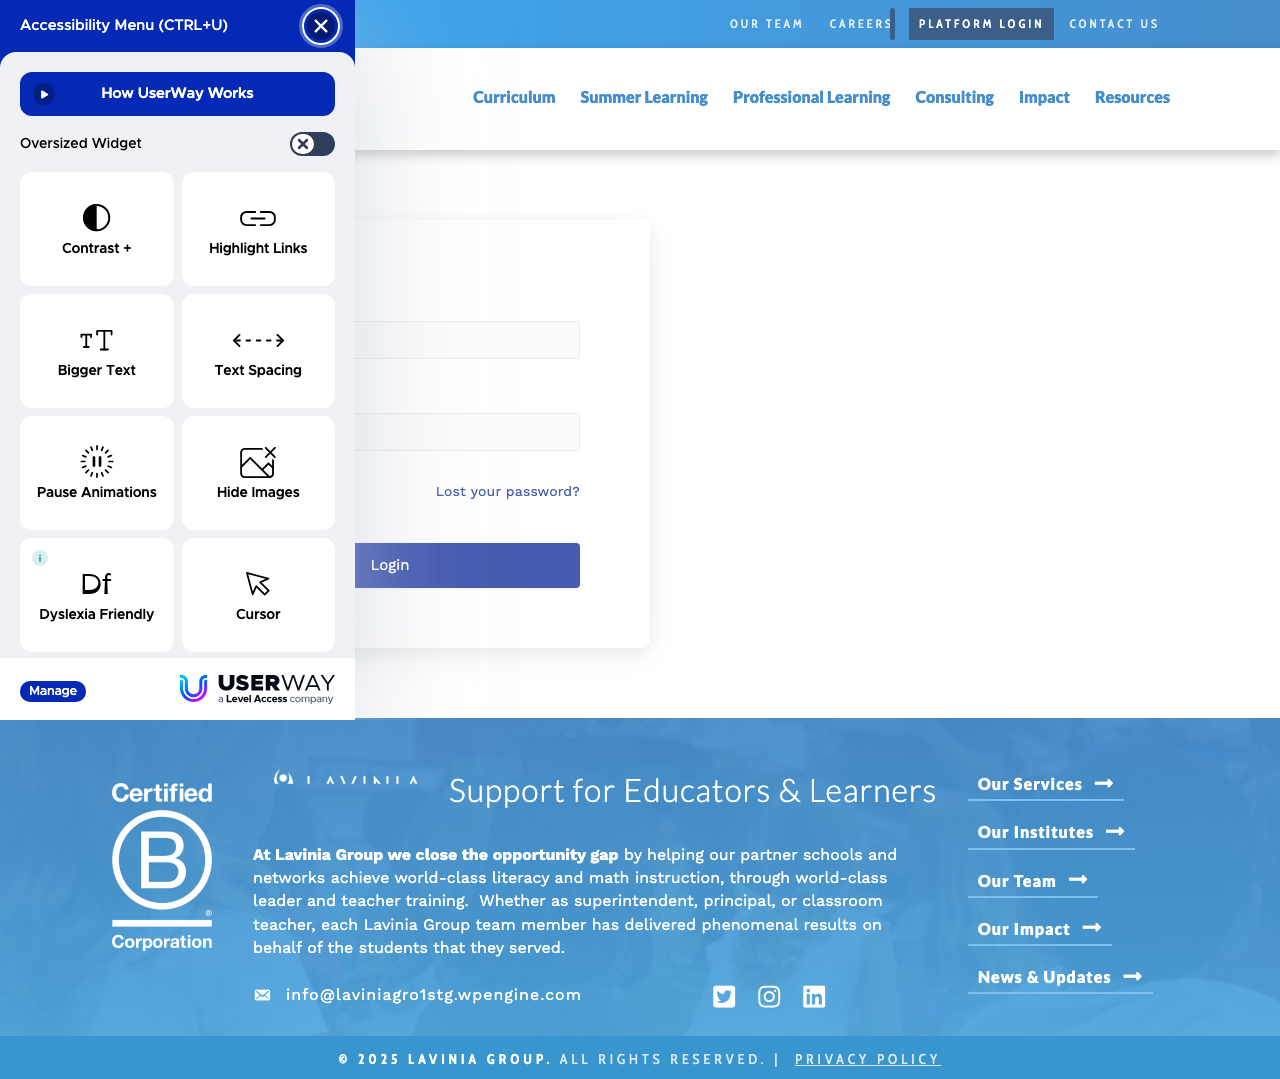 Accessibility Menu (CTRL+U)
OUR TEAM CAREERS PLATFORM LOGIN CONTACT US
How UserWay Works
Curriculum Summer Learning Professional Learning Consulting Impact Resources
Oversized Widget
Contrast + Highlight Links
Bigger Text Text Spacing
Pause Animations Hide Images
Lost your password?
Df
Dyslexia Friendly Cursor
Login
Manage
USERWAY
a Level Access company
Certified
B
®
Corporation
LAVINIA
Support for Educators & Learners
At Lavinia Group we close the opportunity gap by helping our partner schools and
networks achieve world-class literacy and math instruction, through world-class
leader and teacher training. Whether as superintendent, principal, or classroom
teacher, each Lavinia Group team member has delivered phenomenal results on
behalf of the students that they served.
info@laviniagro1stg.wpengine.com
Our Services
Our Institutes
Our Team
Our Impact
News & Updates
© 2025 LAVINIA GROUP. ALL RIGHTS RESERVED. | PRIVACY POLICY